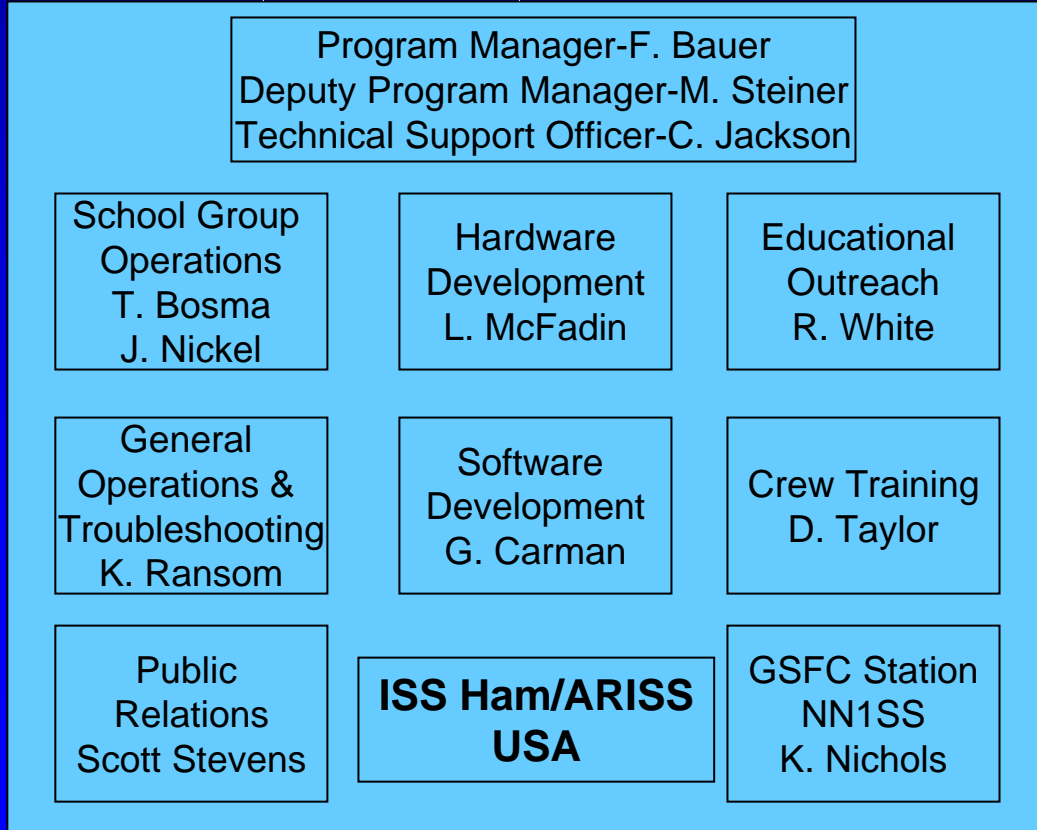 Program Manager-F. Bauer
Deputy Program Manager-M. Steiner
Technical Support Officer-C. Jackson
School Group
Operations
T. Bosma
J. Nickel
Hardware
Development
L. McFadin
Educational
Outreach
R. White
General
Operations &
Troubleshooting
K. Ransom
Software
Development
G. Carman
Crew Training
D. Taylor
Public
Relations
Scott Stevens
ISS Ham/ARISS
USA
GSFC Station
NN1SS
K. Nichols